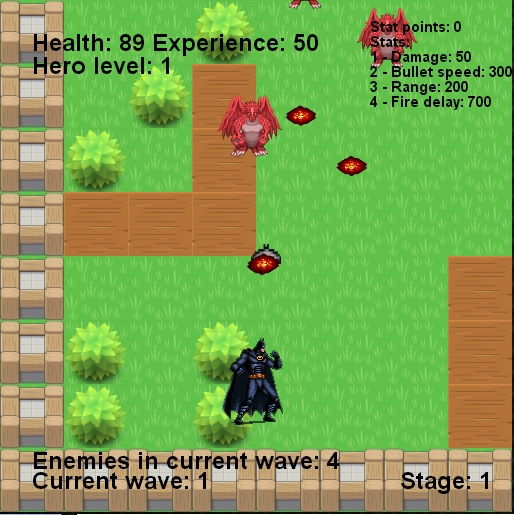 Health: 89 Experience: 50
Hero level: 1
Stat points: 0
Stats:
1 - Damage: 50
2 - Bullet speed: 300
3 - Range: 200
4 - Fire delay: 700
Enemies in current wave: 4
Current wave: 1
Stage: 1